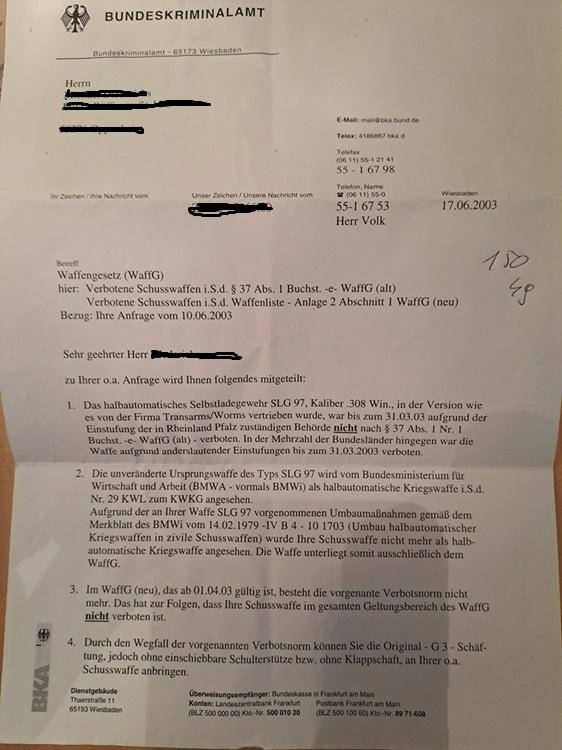 BUNDESKRIMINALAMT
Bundeskriminalamt - 65173 Wiesbaden
Herrn
E-Mail: mail@bka.bund.de
Telex: 4186867 bka d
Telefax
(06 11) 55-1 21 41
55 - 1 67 98
Ihr Zeichen / Ihre Nachricht vom
Unser Zeichen / Unsere Nachricht vom
Telefon, Name
☎ (06 11) 55-0
55-1 67 53
Herr Volk
Wiesbaden
17.06.2003
150
Betreff
Waffengesetz (WaffG)
hier: Verbotene Schusswaffen i.S.d. § 37 Abs. 1 Buchst. -e- WaffG (alt)
Verbotene Schusswaffen i.S.d. Waffenliste - Anlage 2 Abschnitt 1 WaffG (neu)
Bezug: Ihre Anfrage vom 10.06.2003
Sehr geehrter Herr
zu Ihrer o.a. Anfrage wird Ihnen folgendes mitgeteilt:
1. Das halbautomatisches Selbstladegewehr SLG 97, Kaliber .308 Win., in der Version wie
es von der Firma Transarms/Worms vertrieben wurde, war bis zum 31.03.03 aufgrund der
Einstufung der in Rheinland Pfalz zuständigen Behörde nicht nach § 37 Abs. 1 Nr. 1
Buchst. -e- WaffG (alt) - verboten. In der Mehrzahl der Bundesländer hingegen war die
Waffe aufgrund anderslautender Einstufungen bis zum 31.03.2003 verboten.
2. Die unveränderte Ursprungswaffe des Typs SLG 97 wird vom Bundesministerium für
Wirtschaft und Arbeit (BMWA - vormals BMWi) als halbautomatische Kriegswaffe i.S.d.
Nr. 29 KWL zum KWKG angesehen.
Aufgrund der an Ihrer Waffe SLG 97 vorgenommenen Umbaumaßnahmen gemäß dem
Merkblatt des BMWi vom 14.02.1979 -IV B 4 - 10 1703 (Umbau halbautomatischer
Kriegswaffen in zivile Schusswaffen) wurde Ihre Schusswaffe nicht mehr als halb-
automatische Kriegswaffe angesehen. Die Waffe unterliegt somit ausschließlich dem
WaffG.
3. Im WaffG (neu), das ab 01.04.03 gültig ist, besteht die vorgenante Verbotsnorm nicht
mehr. Das hat zur Folgen, dass Ihre Schusswaffe im gesamten Geltungsbereich des WaffG
nicht verboten ist.
4. Durch den Wegfall der vorgenannten Verbotsnorm können Sie die Original - G 3 - Schäf-
tung, jedoch ohne einschiebbare Schulterstütze bzw. ohne Klappschaft, an Ihrer o.a.
Schusswaffe anbringen.
BKA
Dienstgebäude
Thaerstraße 11
65193 Wiesbaden
Überweisungsempfänger: Bundeskasse in Frankfurt am Main
Konten: Landeszentralbank Frankfurt
(BLZ 500 000 00) Kto.-Nr. 500 010 20
Postbank Frankfurt am Main
(BLZ 500 100 60) Kto.-Nr. 89 71-608